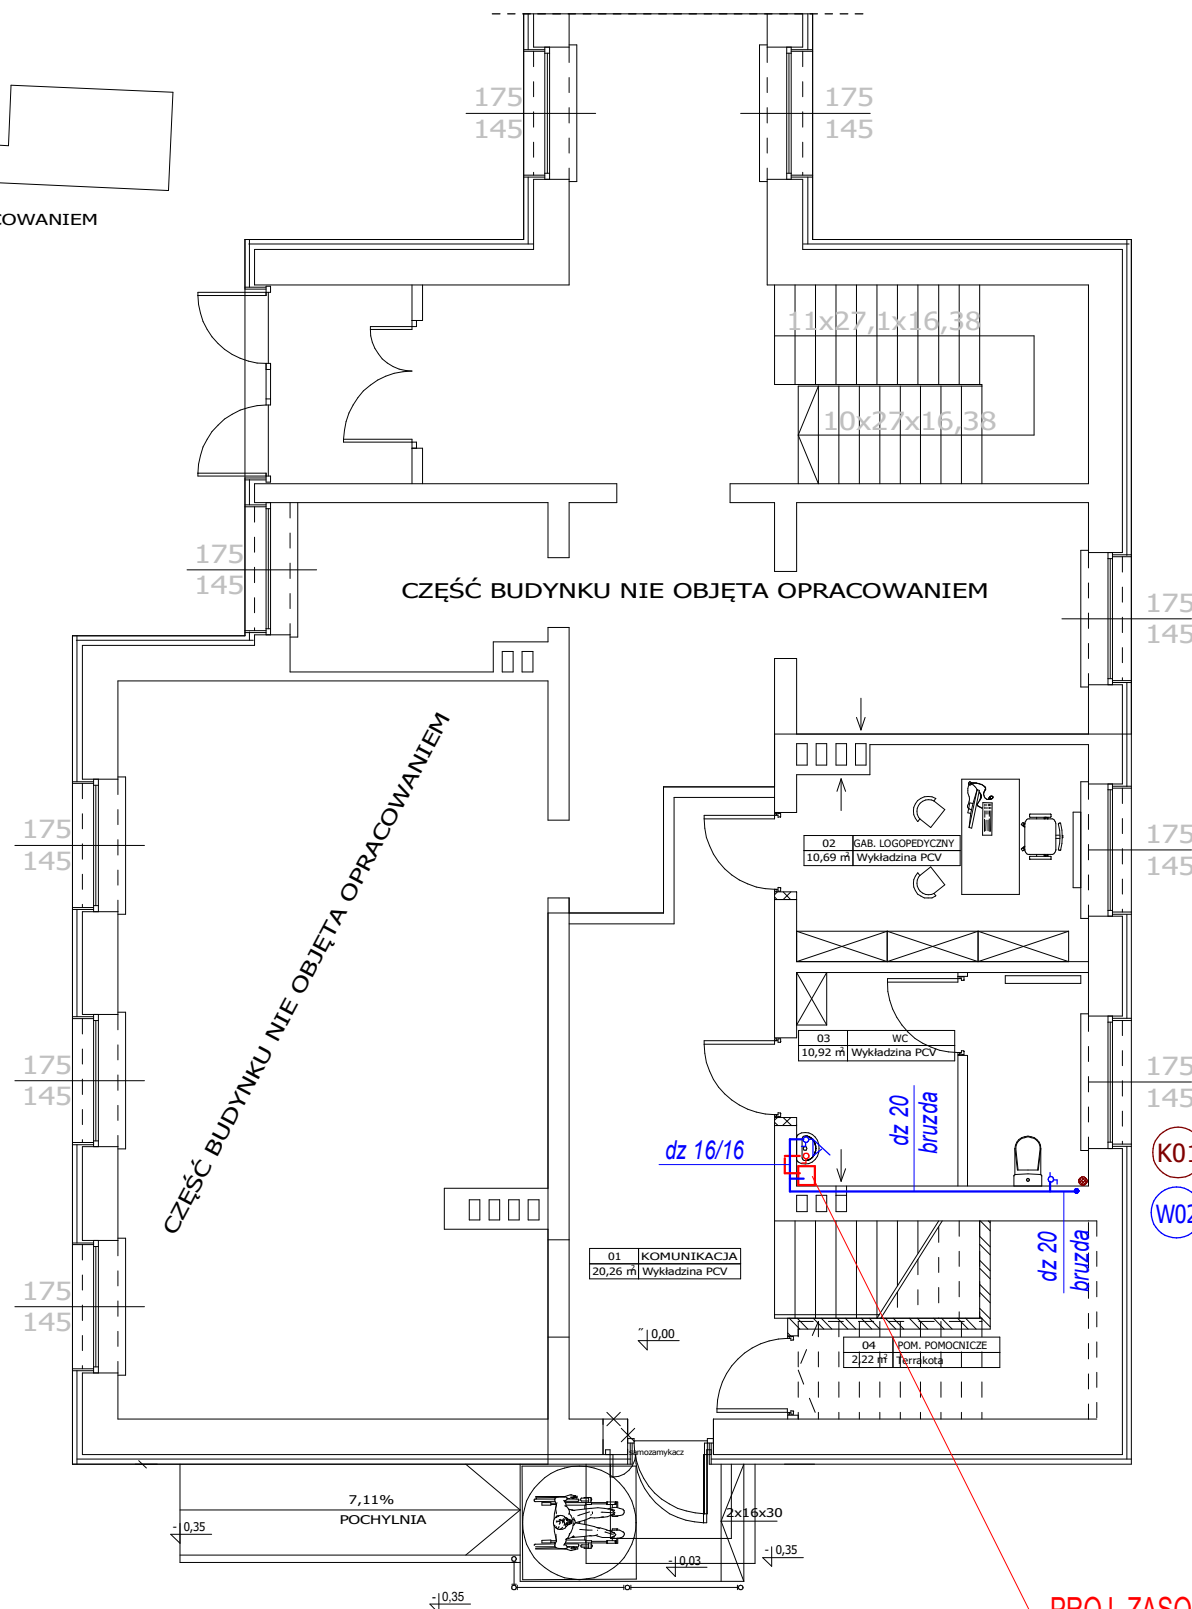 175
145
175
145
COWANIEM
11x27,1x16,38
10x27x16,38
175
145
CZĘŚĆ BUDYNKU NIE OBJĘTA OPRACOWANIEM
175
145
CZĘŚĆ BUDYNKU NIE OBJĘTA OPRACOWANIEM
175
145
02 GAB. LOGOPEDYCZNY
10,69 m² Wykładzina PCV
175
145
03 WC
10,92 m² Wykładzina PCV
175
145
175
145
dz 20
bruzda
dz 16/16
K01
W02
dz 20
bruzda
01 KOMUNIKACJA
20,26 m² Wykładzina PCV
175
145
0,00
04 POM. POMOCNICZE
2,22 m² Terrakota
samozamykacz
7,11%
POCHYLNIA
2x16x30
-0,35
-0,03
-0,35
-0,35
PROJ. ZASO